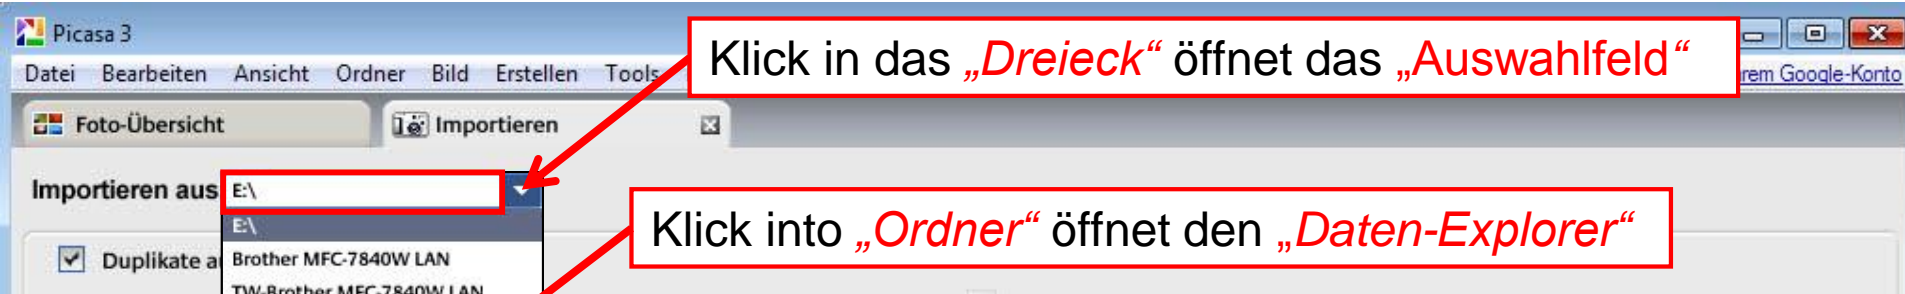 Picasa 3
Klick in das „Dreieck“ öffnet das „Auswahlfeld“
Datei Bearbeiten Ansicht Ordner Bild Erstellen Tools
Google-Konto
Foto-Übersicht Importieren
Importieren aus E:\
Klick into „Ordner“ öffnet den „Daten-Explorer“
E:\
Duplikate
Brother MFC-7840W LAN
TW-Brother MFC-7840W LAN